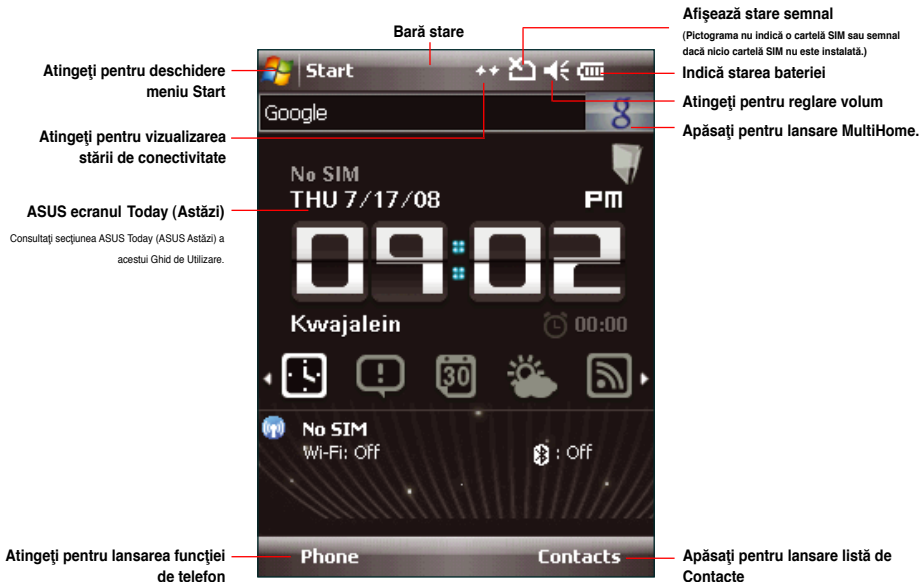 Afişează stare semnal
(Pictograma nu indică o cartelă SIM sau semnal
dacă nicio cartelă SIM nu este instalată.)
Bară stare
Atingeţi pentru deschidere
meniu Start
Indică starea bateriei
Atingeţi pentru reglare volum
Apăsaţi pentru lansare MultiHome.
Atingeţi pentru vizualizarea
stării de conectivitate
ASUS ecranul Today (Astăzi)
Consultaţi secţiunea ASUS Today (ASUS Astăzi) a
acestui Ghid de Utilizare.
Start
Google
g
No SIM
THU 7/17/08
PM
09:02
Kwajalein
00:00
30
No SIM
Wi-Fi: Off
: Off
Phone
Contacts
Atingeţi pentru lansarea funcţiei
de telefon
Apăsaţi pentru lansare listă de
Contacte